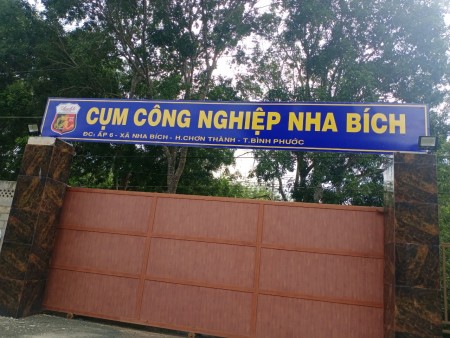 CỤM CÔNG NGHIỆP NHA BÍCH
ĐC: ẤP 6 - XÃ NHA BÍCH - H.CHƠN THÀNH - T.BÌNH PHƯỚC